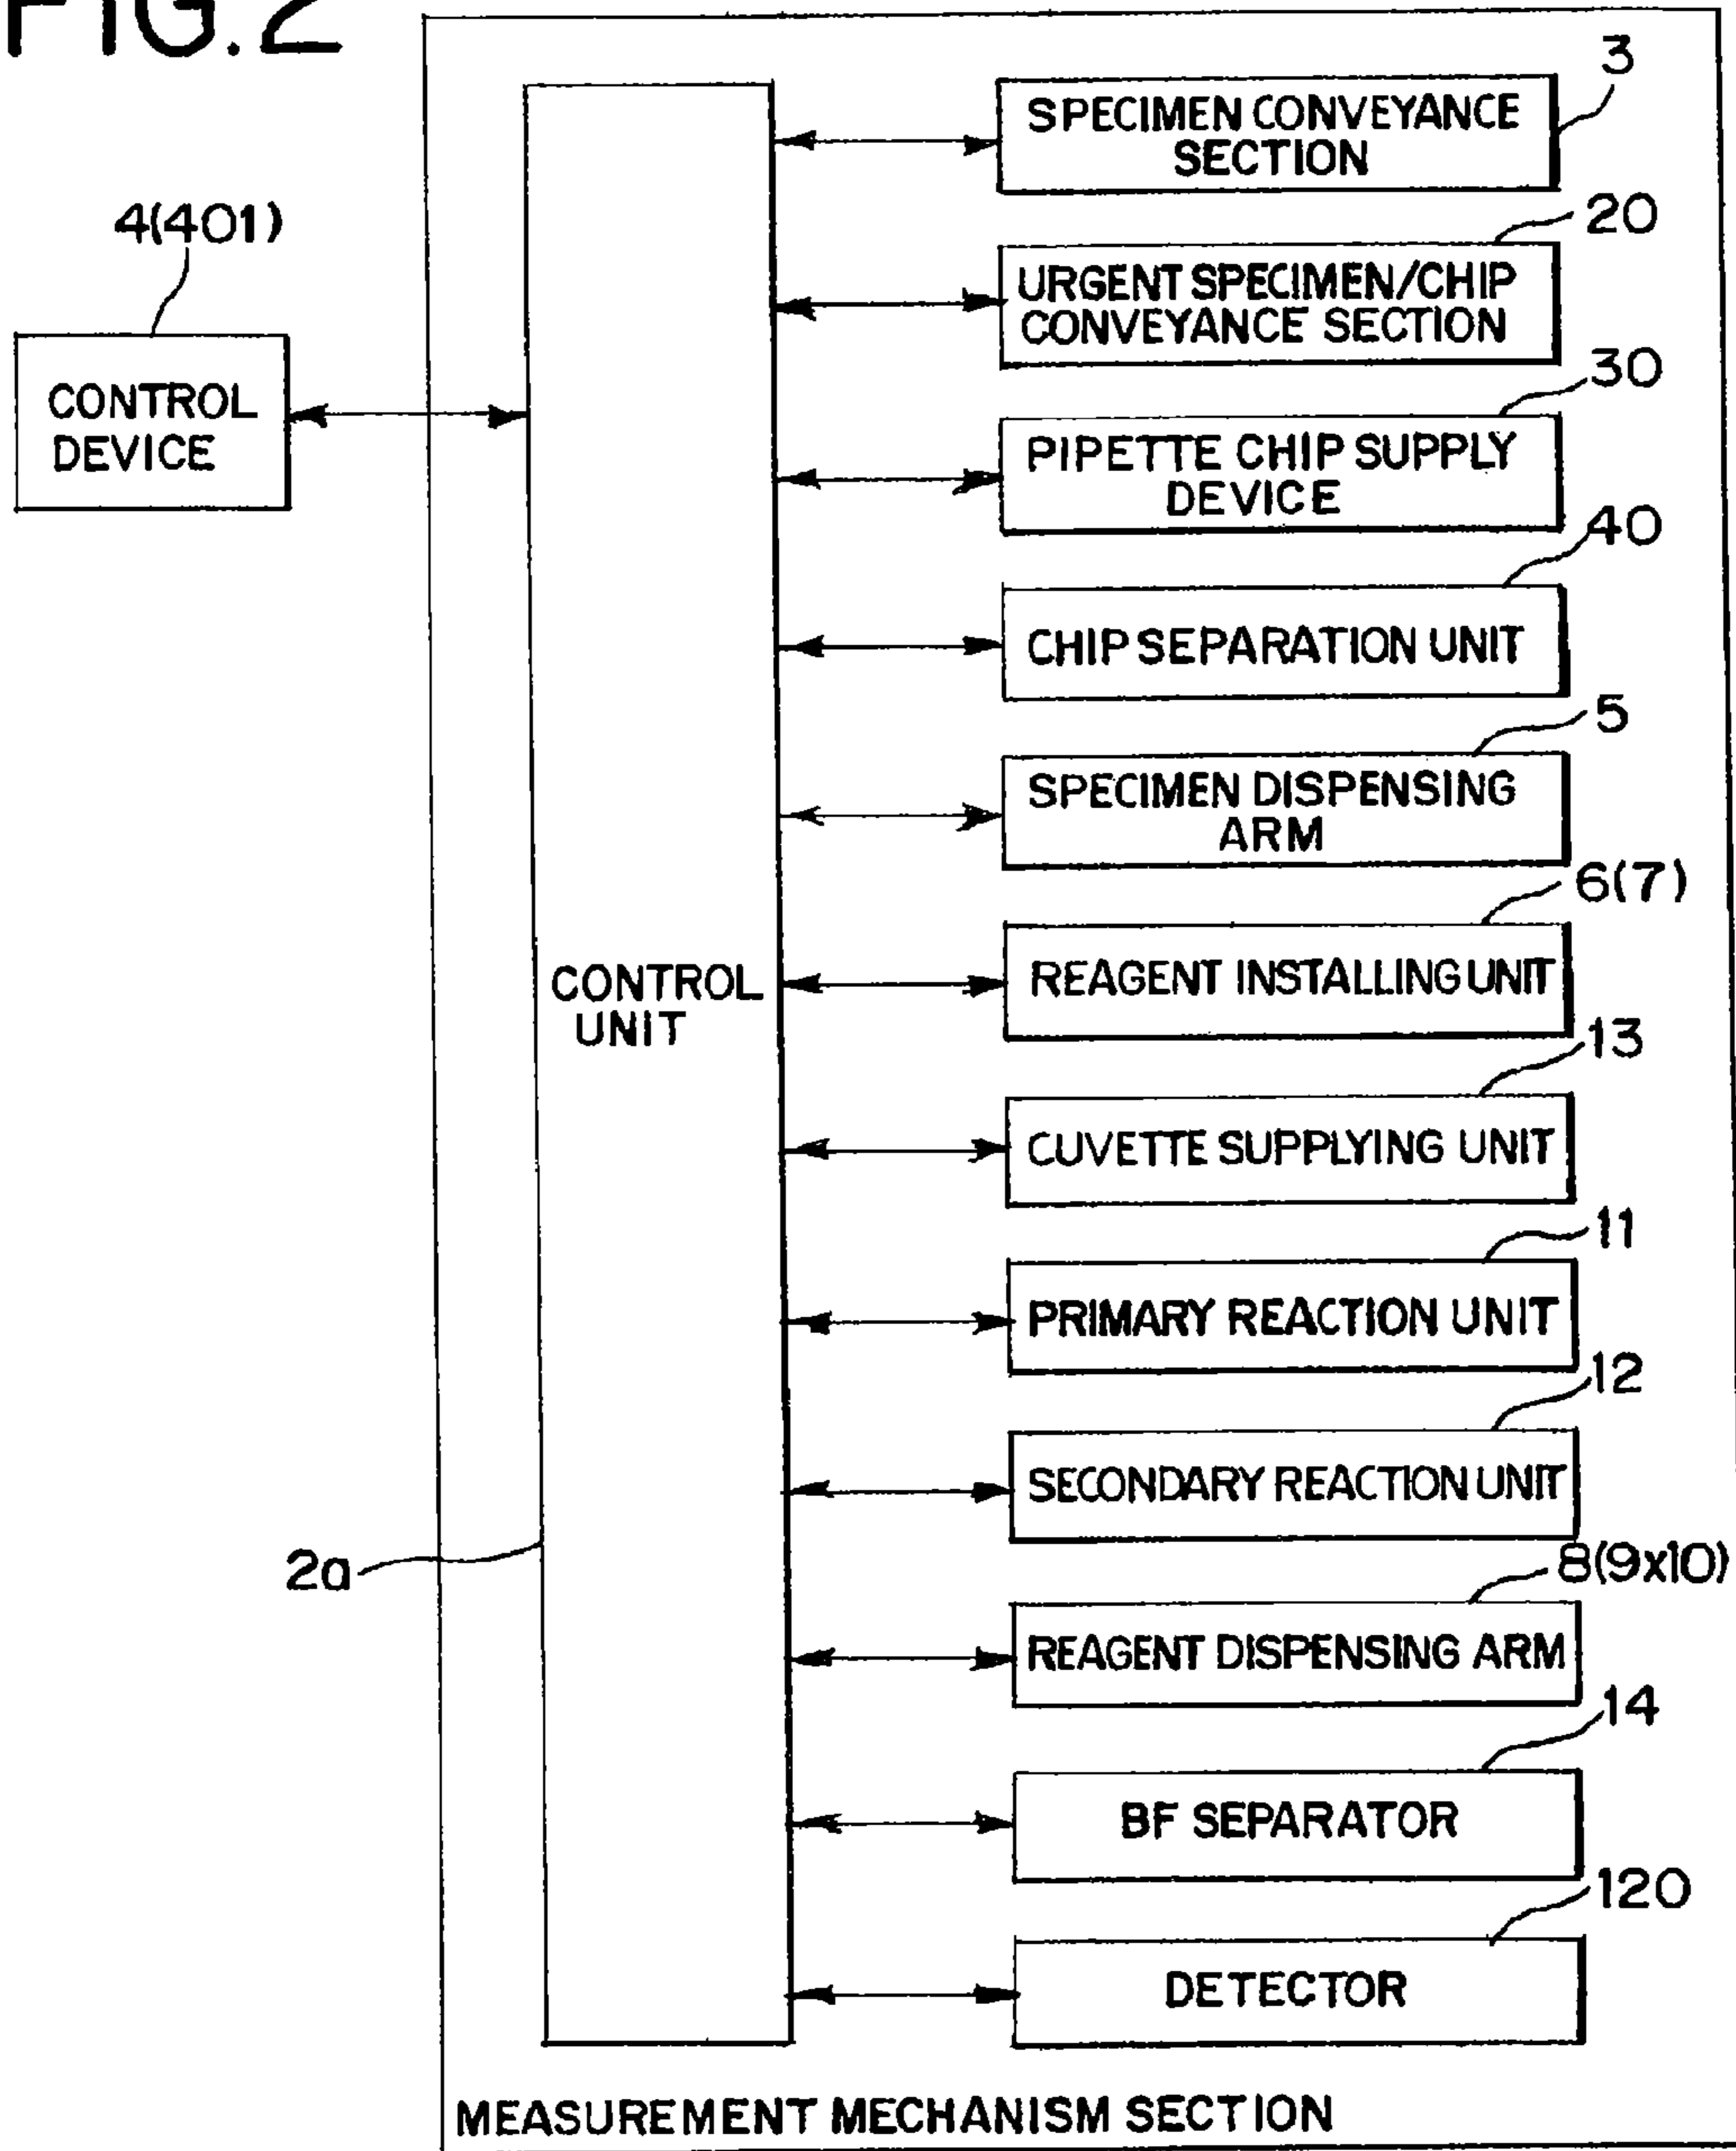 FIG. 2
3
SPECIMEN CONVEYANCE
SECTION
20
4(401)
URGENT SPECIMEN/CHIP
CONVEYANCE SECTION
30
CONTROL
DEVICE
PIPETTE CHIP SUPPLY
DEVICE
40
CHIP SEPARATION UNIT
5
SPECIMEN DISPENSING
ARM
6(7)
REAGENT INSTALLING UNIT
CONTROL
UNIT
13
CUVETTE SUPPLYING UNIT
11
PRIMARY REACTION UNIT
12
SECONDARY REACTION UNIT
2a
8(9x10)
REAGENT DISPENSING ARM
14
BF SEPARATOR
120
DETECTOR
MEASUREMENT MECHANISM SECTION